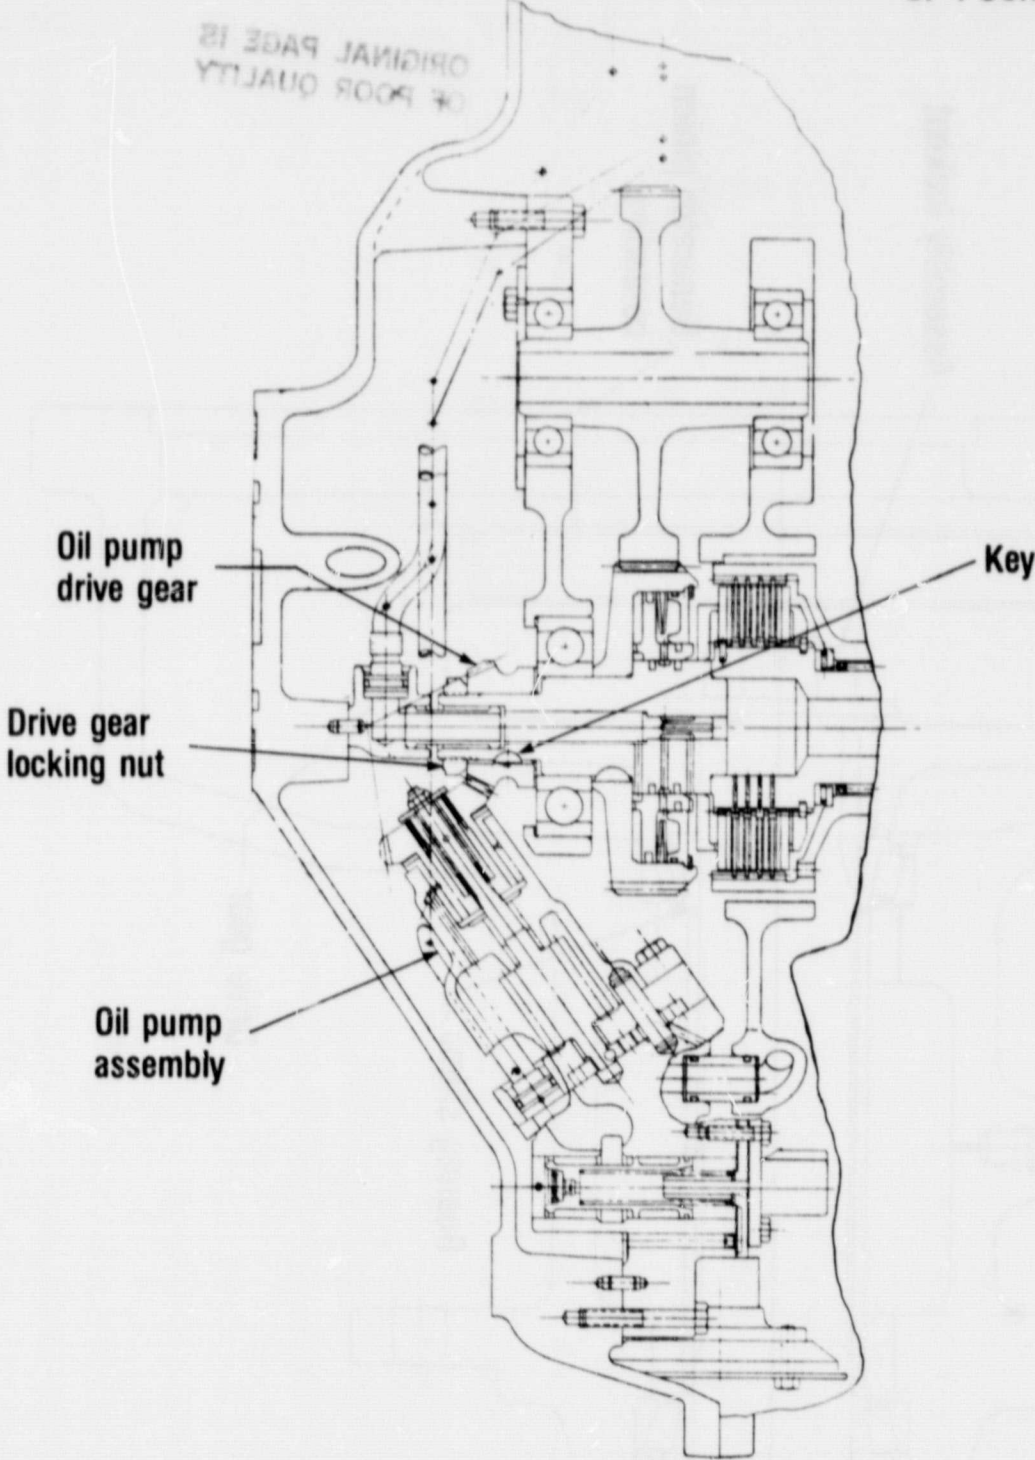 ORIGINAL PAGE IS
OF POOR QUALITY
Oil pump
drive gear
Key
Drive gear
locking nut
Oil pump
assembly